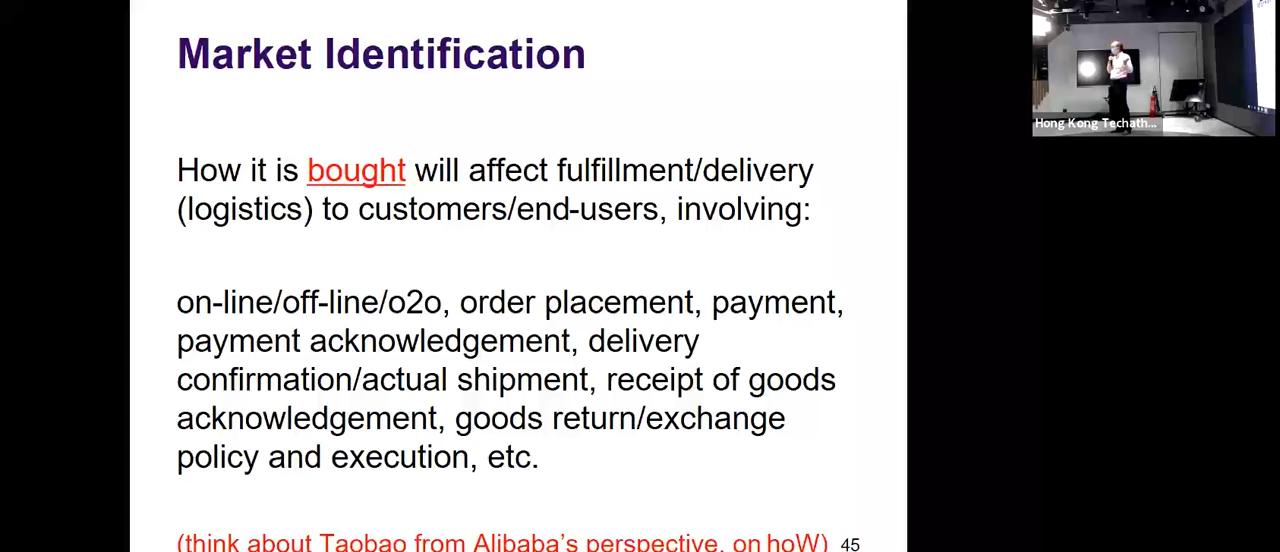 Market Identification
How it is bought will affect fulfillment/delivery
(logistics) to customers/end-users, involving:
on-line/off-line/o2o, order placement, payment,
payment acknowledgement, delivery
confirmation/actual shipment, receipt of goods
acknowledgement, goods return/exchange
policy and execution, etc.
(think about Taobao from Alibaba's perspective, on hoW)
45
Hong Kong Techath...